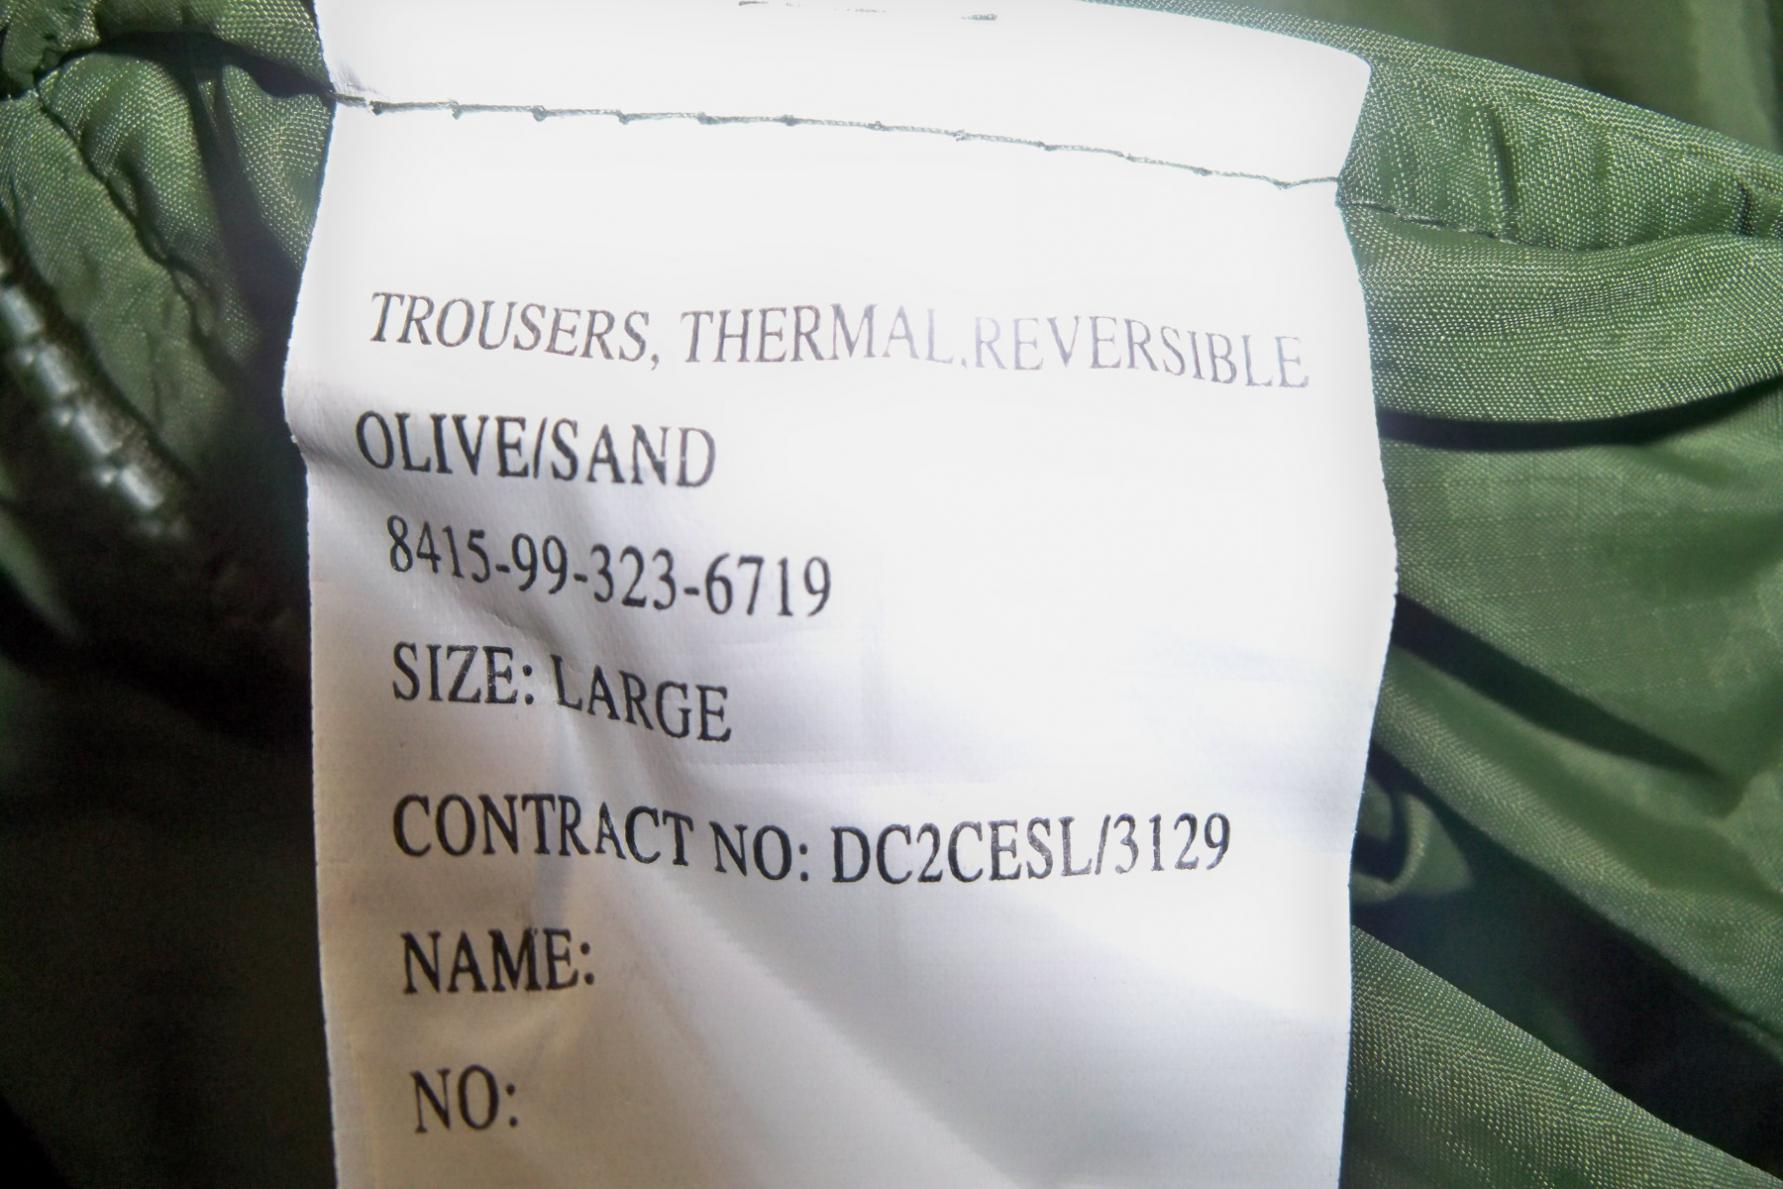 TROUSERS, THERMAL,REVERSIBLE
OLIVE/SAND
8415-99-323-6719
SIZE: LARGE
CONTRACT NO: DC2CESL/3129
NAME:
NO: